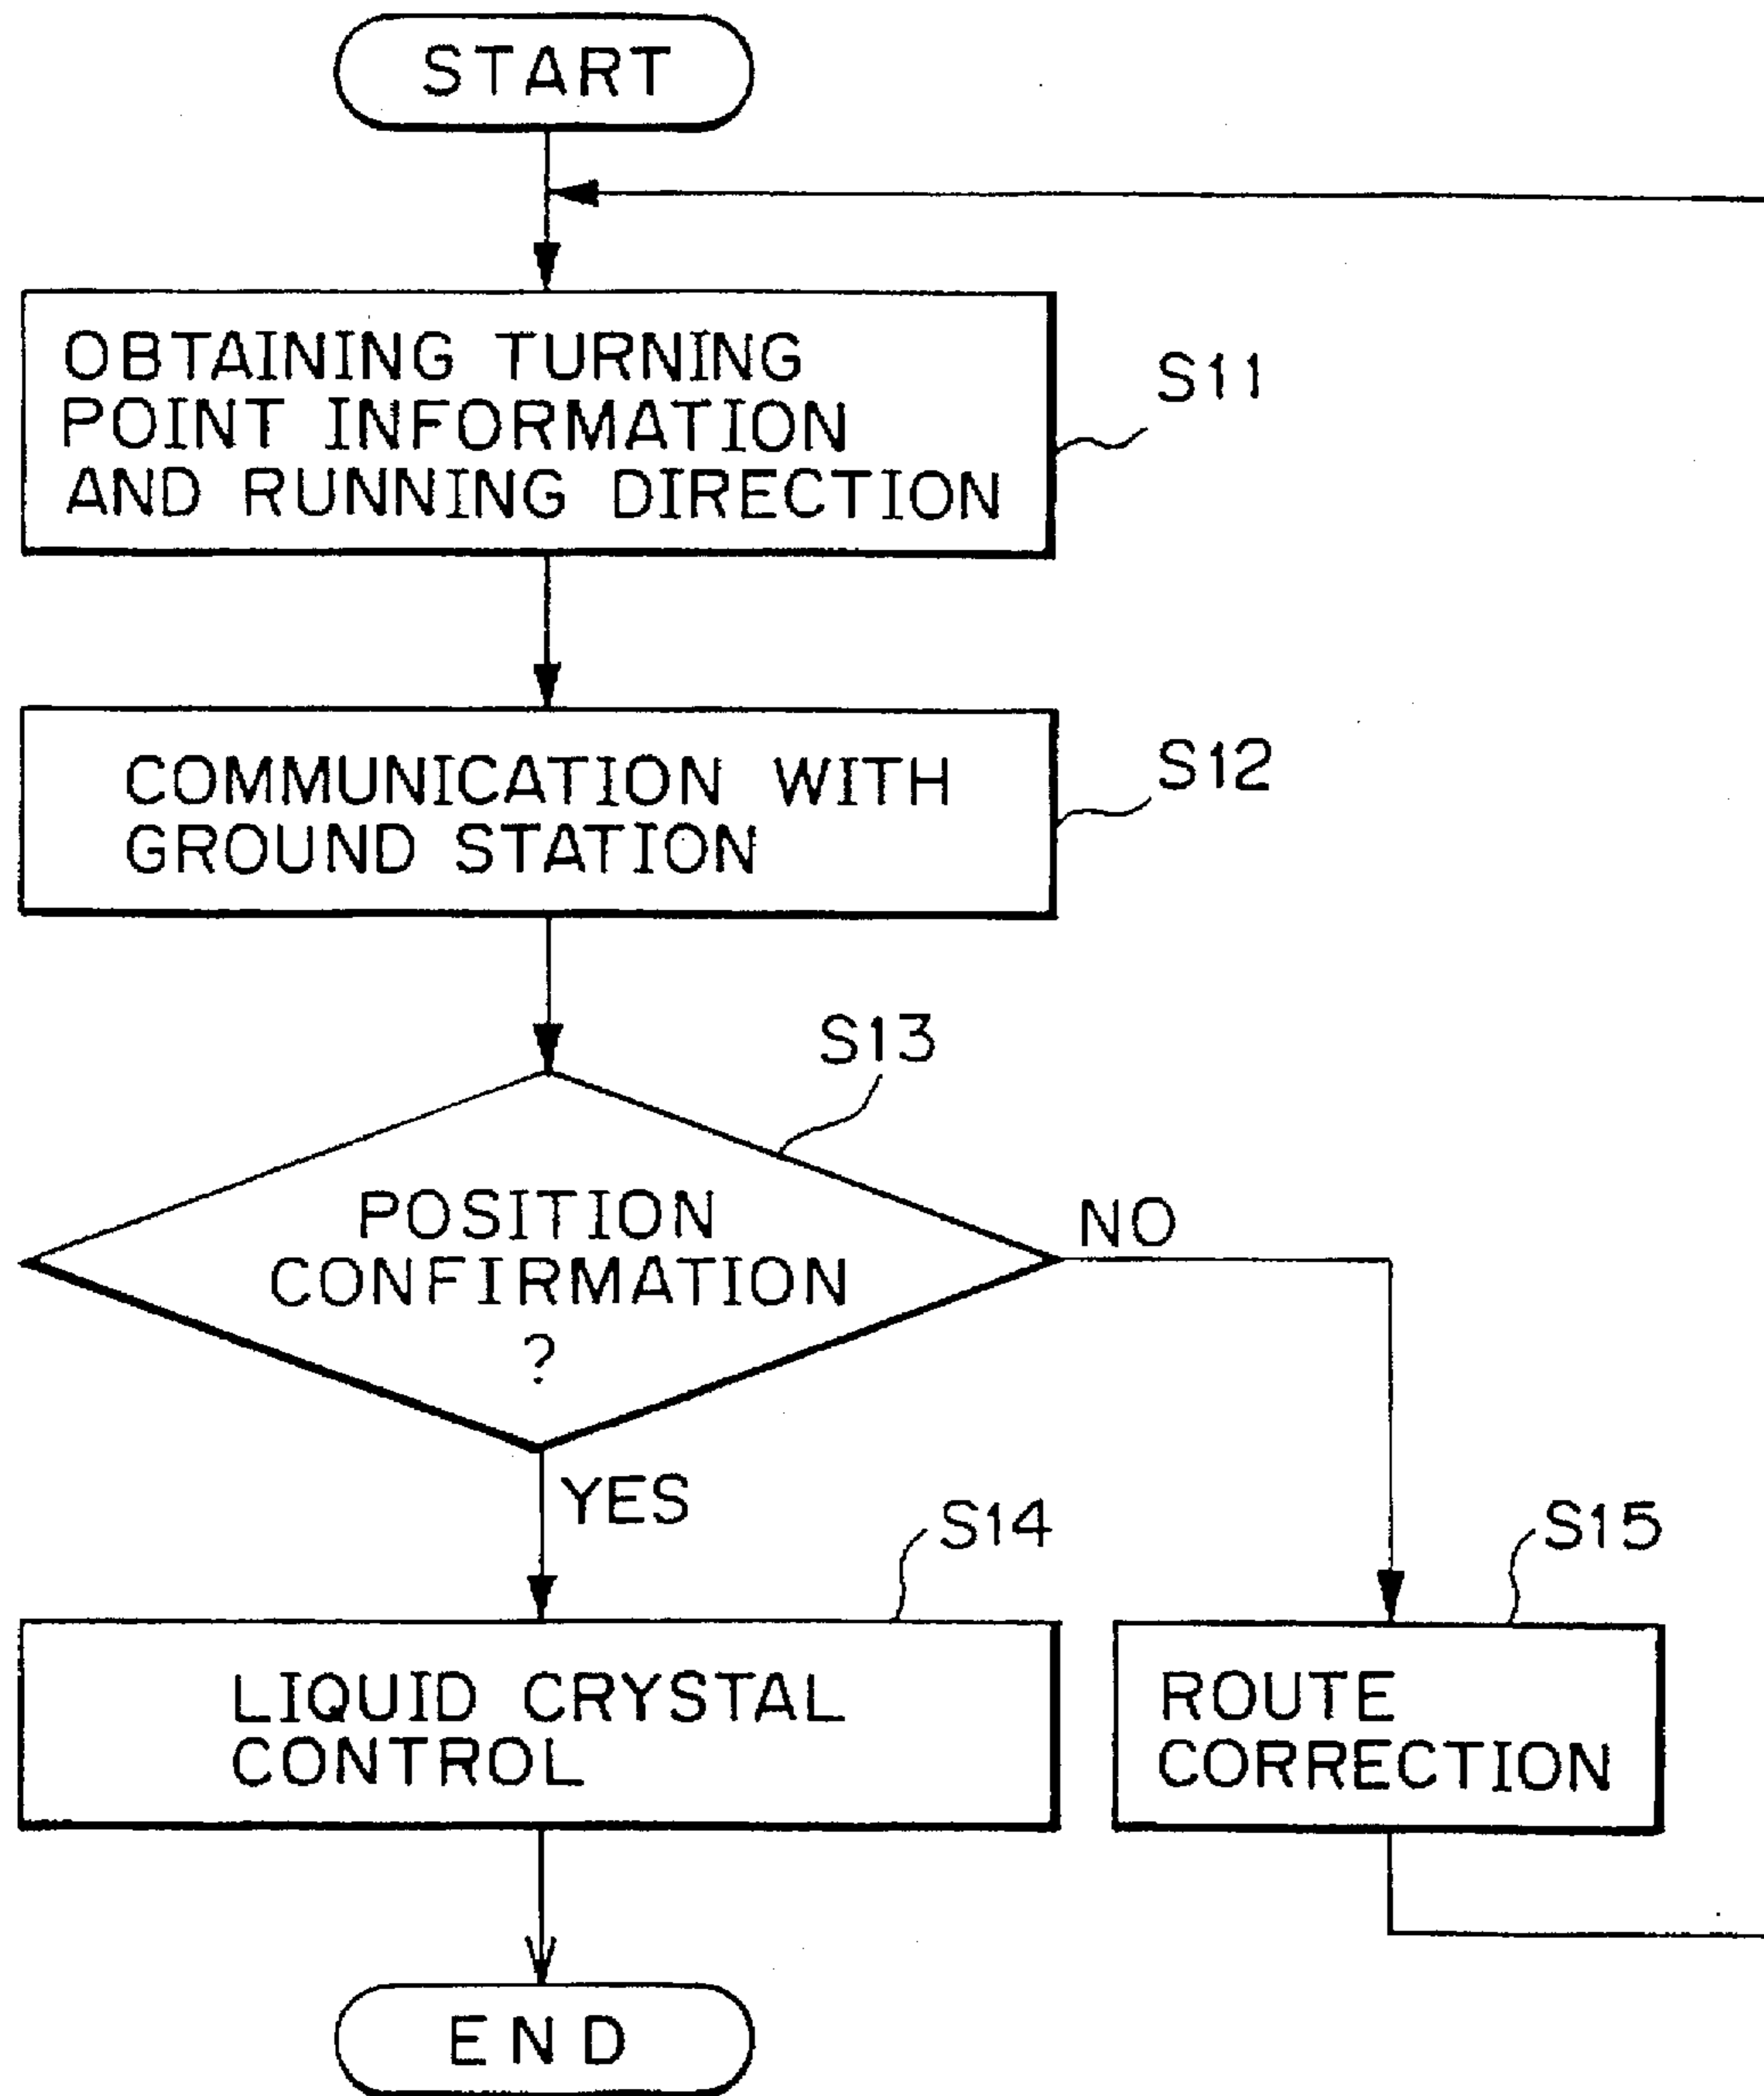 START
OBTAINING TURNING
POINT INFORMATION
AND RUNNING DIRECTION
S11
COMMUNICATION WITH
GROUND STATION
S12
S13
POSITION
CONFIRMATION
?
NO
YES
S14
S15
LIQUID CRYSTAL
CONTROL
ROUTE
CORRECTION
END